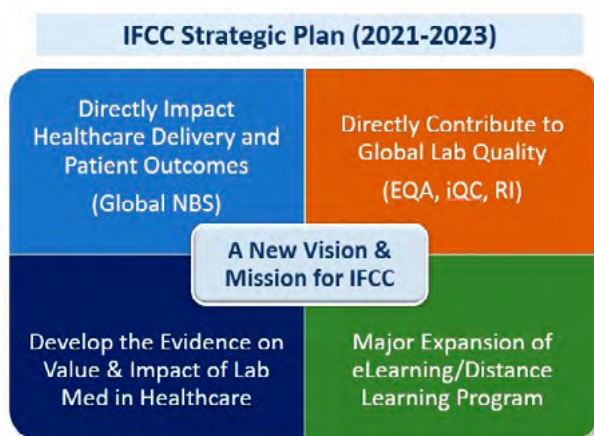 IFCC Strategic Plan (2021-2023)
Directly Impact
Healthcare Delivery and
Patient Outcomes
(Global NBS)
Directly Contribute to
Global Lab Quality
(EQA, iQC, RI)
A New Vision &
Mission for IFCC
Develop the Evidence on
Value & Impact of Lab
Med in Healthcare
Major Expansion of
eLearning/Distance
Learning Program